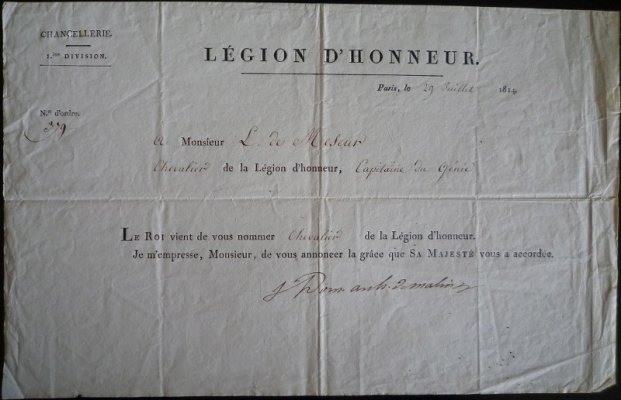 CHANCELLERIE.
1.ère DIVISION.
LÉGION D'HONNEUR.
Paris, le 29 Juillet 1814
N.º d'ordre.
A Monsieur L. de
Chevalier de la Légion d'honneur, Capitaine du Génie
LE ROI vient de vous nommer Chevalier de la Légion d'honneur.
Je m'empresse, Monsieur, de vous annoncer la grâce que SA MAJESTÉ vous a accordée.